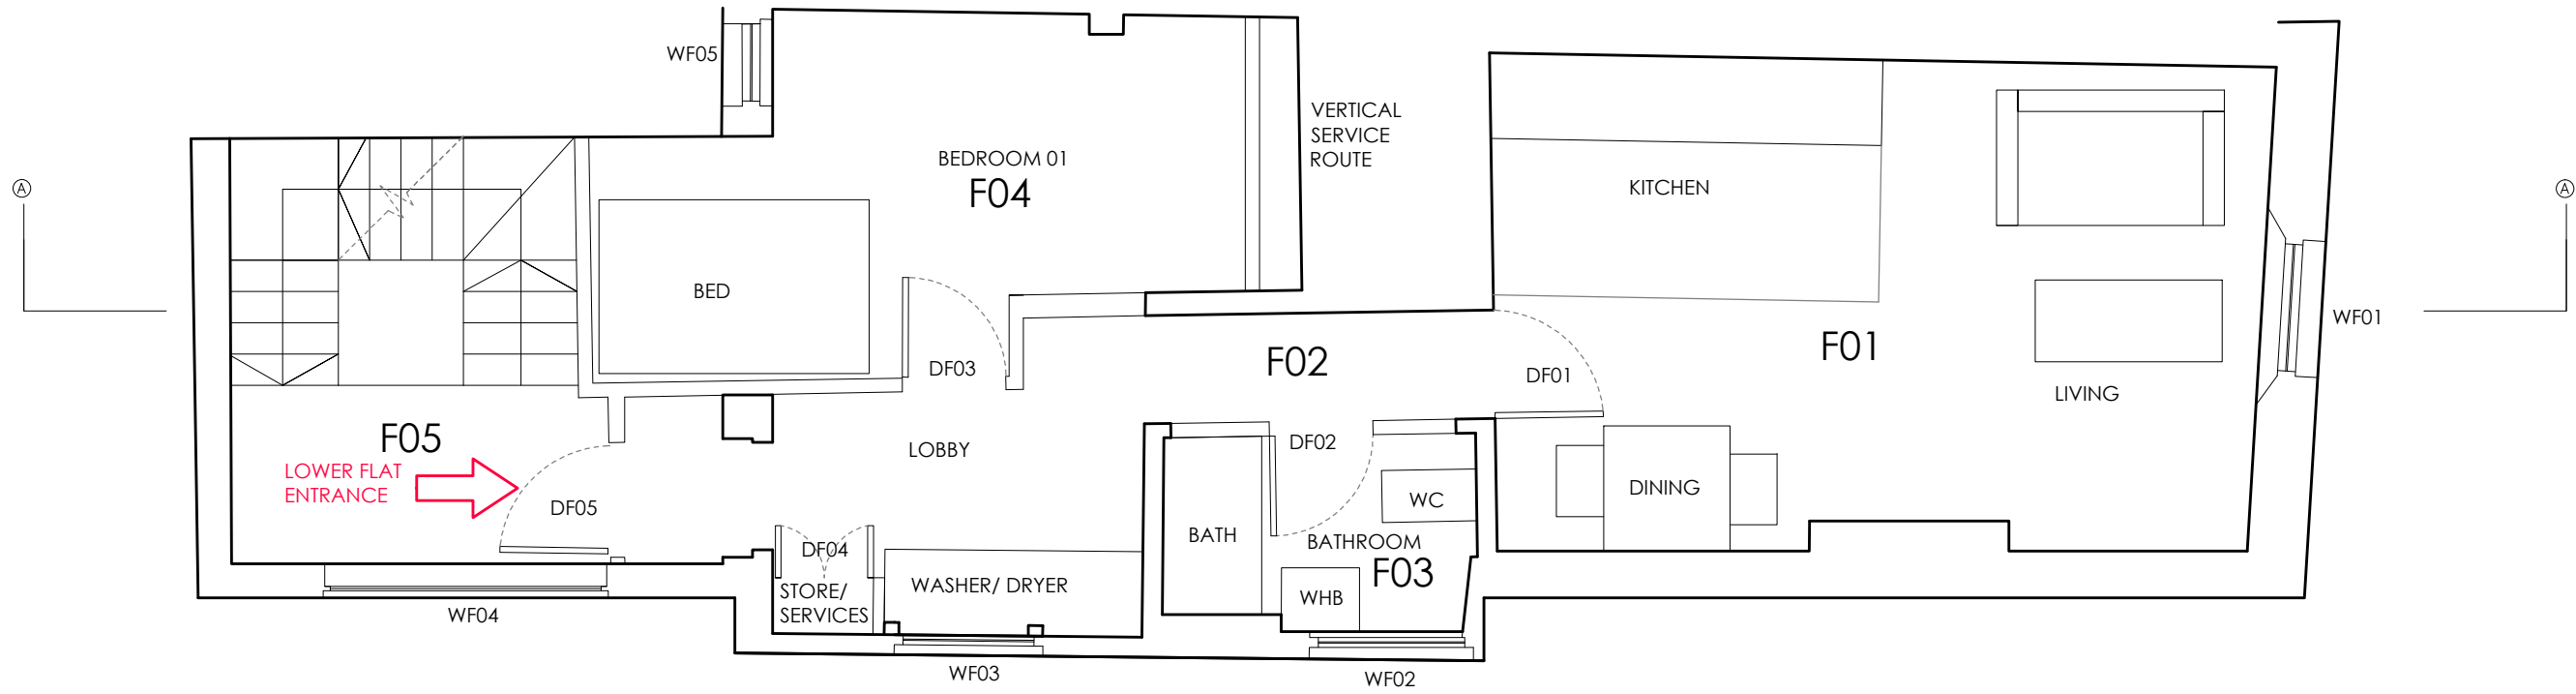 WF05
VERTICAL
SERVICE
ROUTE
BEDROOM 01
F04
KITCHEN
A
A
BED
WF01
F02
F01
DF03
DF01
LIVING
F05
LOBBY
DF02
LOWER FLAT
ENTRANCE
DINING
WC
DF05
BATH
BATHROOM
DF04
F03
STORE/
SERVICES
WASHER/ DRYER
WHB
WF04
WF03
WF02